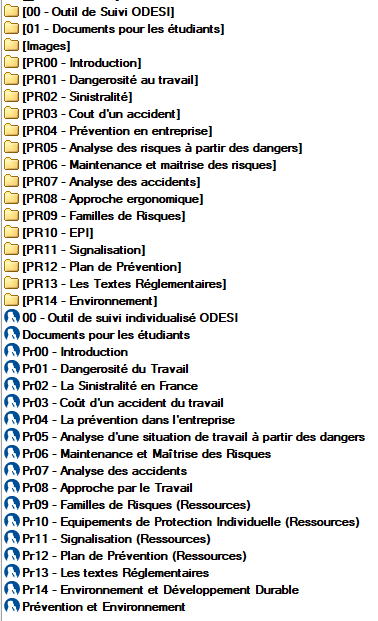 [00 - Outil de Suivi ODESI]
[01 - Documents pour les étudiants]
[Images]
[PR00 - Introduction]
[PR01 - Dangerosité au travail]
[PR02 - Sinistralité]
[PR03 - Cout d'un accident]
[PR04 - Prévention en entreprise]
[PR05 - Analyse des risques à partir des dangers]
[PR06 - Maintenance et maitrise des risques]
[PR07 - Analyse des accidents]
[PR08 - Approche ergonomique]
[PR09 - Familles de Risques]
[PR10 - EPI]
[PR11 - Signalisation]
[PR12 - Plan de Prévention]
[PR13 - Les Textes Réglementaires]
[PR14 - Environnement]
00 - Outil de suivi individualisé ODESI
Documents pour les étudiants
Pr00 - Introduction
Pr01 - Dangerosité du Travail
Pr02 - La Sinistralité en France
Pr03 - Coût d'un accident du travail
Pr04 - La prévention dans l'entreprise
Pr05 - Analyse d'une situation de travail à partir des dangers
Pr06 - Maintenance et Maîtrise des Risques
Pr07 - Analyse des accidents
Pr08 - Approche par le Travail
Pr09 - Familles de Risques (Ressources)
Pr10 - Equipements de Protection Individuelle (Ressources)
Pr11 - Signalisation (Ressources)
Pr12 - Plan de Prévention (Ressources)
Pr13 - Les textes Réglementaires
Pr14 - Environnement et Développement Durable
Prévention et Environnement